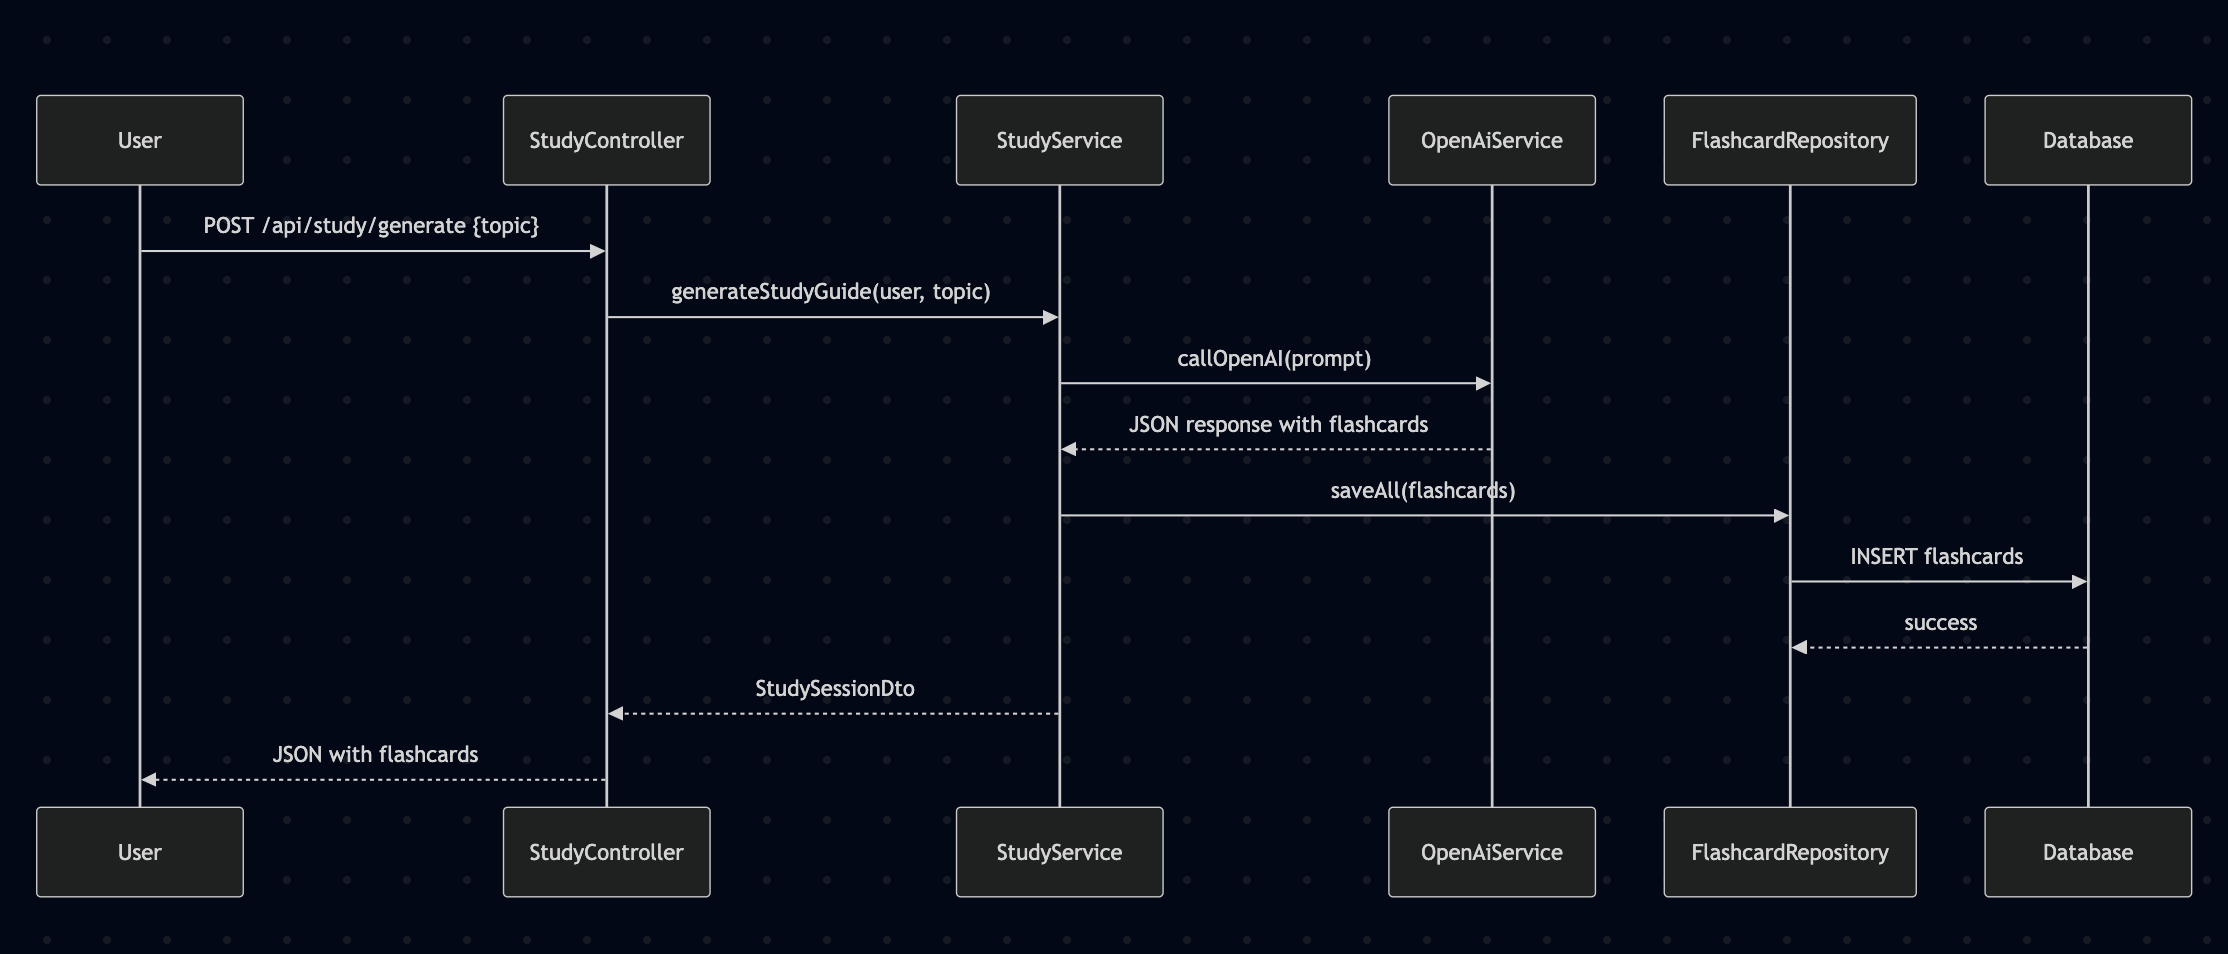 User
StudyController
StudyService
OpenAiService
FlashcardRepository
Database
POST /api/study/generate {topic}
generateStudyGuide(user, topic)
callOpenAI(prompt)
JSON response with flashcards
saveAll(flashcards)
INSERT flashcards
success
StudySessionDto
JSON with flashcards
User
StudyController
StudyService
OpenAiService
FlashcardRepository
Database